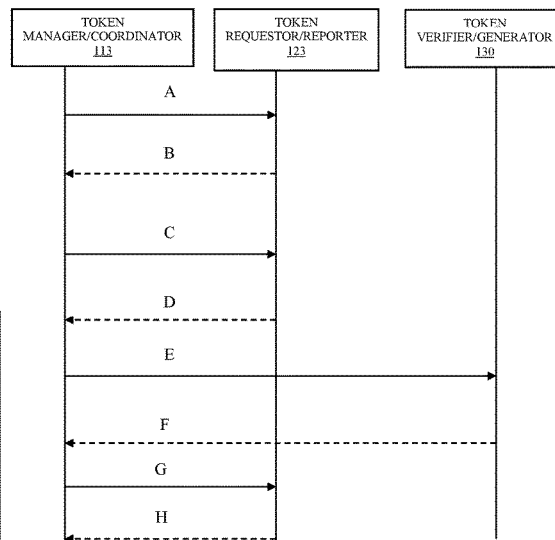 TOKEN
MANAGER/COORDINATOR
113
TOKEN
REQUESTOR/REPORTER
123
TOKEN
VERIFIER/GENERATOR
130
A
B
C
D
E
F
G
H